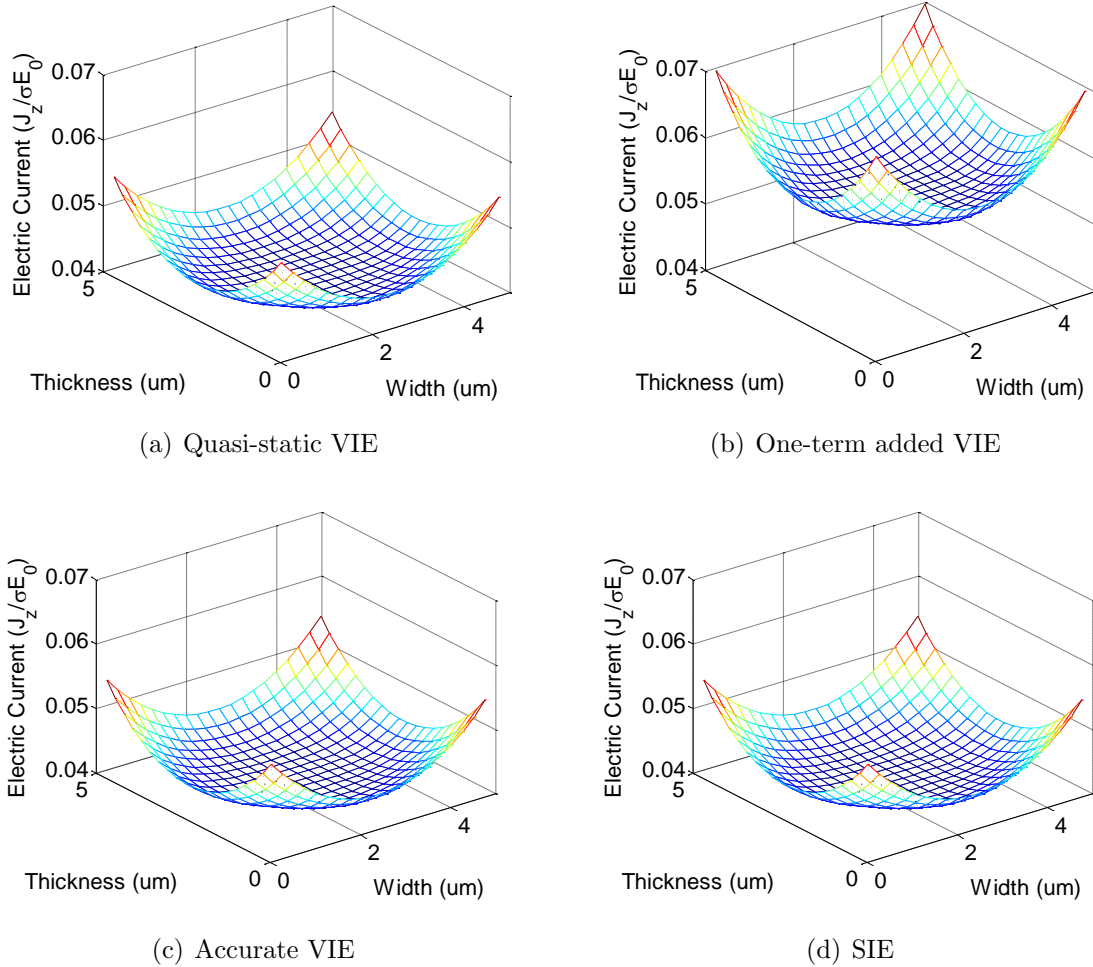 0.07
0.06
0.05
0.04
5
0 0
2
4
Electric Current (J_z/σE_0)
Thickness (um)
Width (um)
(a) Quasi-static VIE
0.07
0.06
0.05
0.04
5
0 0
2
4
Electric Current (J_z/σE_0)
Thickness (um)
Width (um)
(b) One-term added VIE
0.07
0.06
0.05
0.04
5
0 0
2
4
Electric Current (J_z/σE_0)
Thickness (um)
Width (um)
(c) Accurate VIE
0.07
0.06
0.05
0.04
5
0 0
2
4
Electric Current (J_z/σE_0)
Thickness (um)
Width (um)
(d) SIE